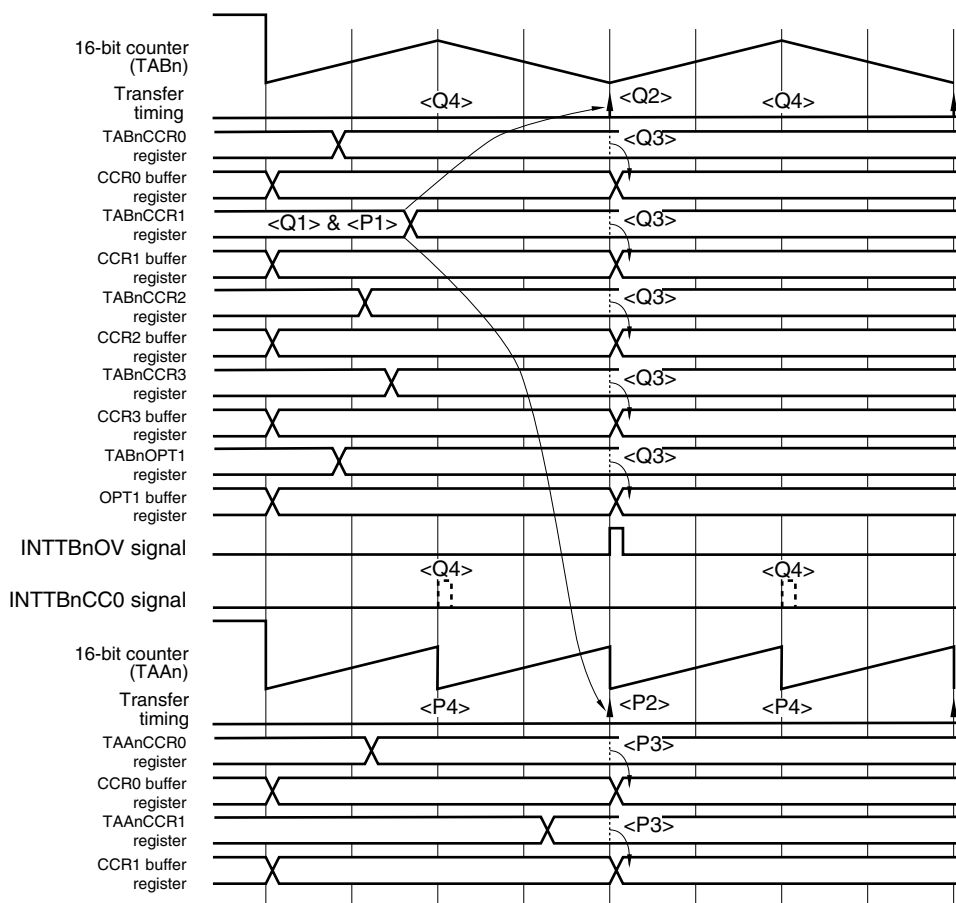 16-bit counter
(TABn)
Transfer
timing
<Q4>
<Q2>
<Q4>
TABnCCR0
register
<Q3>
CCR0 buffer
register
TABnCCR1
register
<Q1> & <P1>
<Q3>
CCR1 buffer
register
TABnCCR2
register
<Q3>
CCR2 buffer
register
TABnCCR3
register
<Q3>
CCR3 buffer
register
TABnOPT1
register
<Q3>
OPT1 buffer
register
INTTBnOV signal
<Q4>
<Q4>
INTTBnCC0 signal
16-bit counter
(TAAn)
Transfer
timing
<P4>
<P2>
<P4>
TAAnCCR0
register
<P3>
CCR0 buffer
register
TAAnCCR1
register
<P3>
CCR1 buffer
register